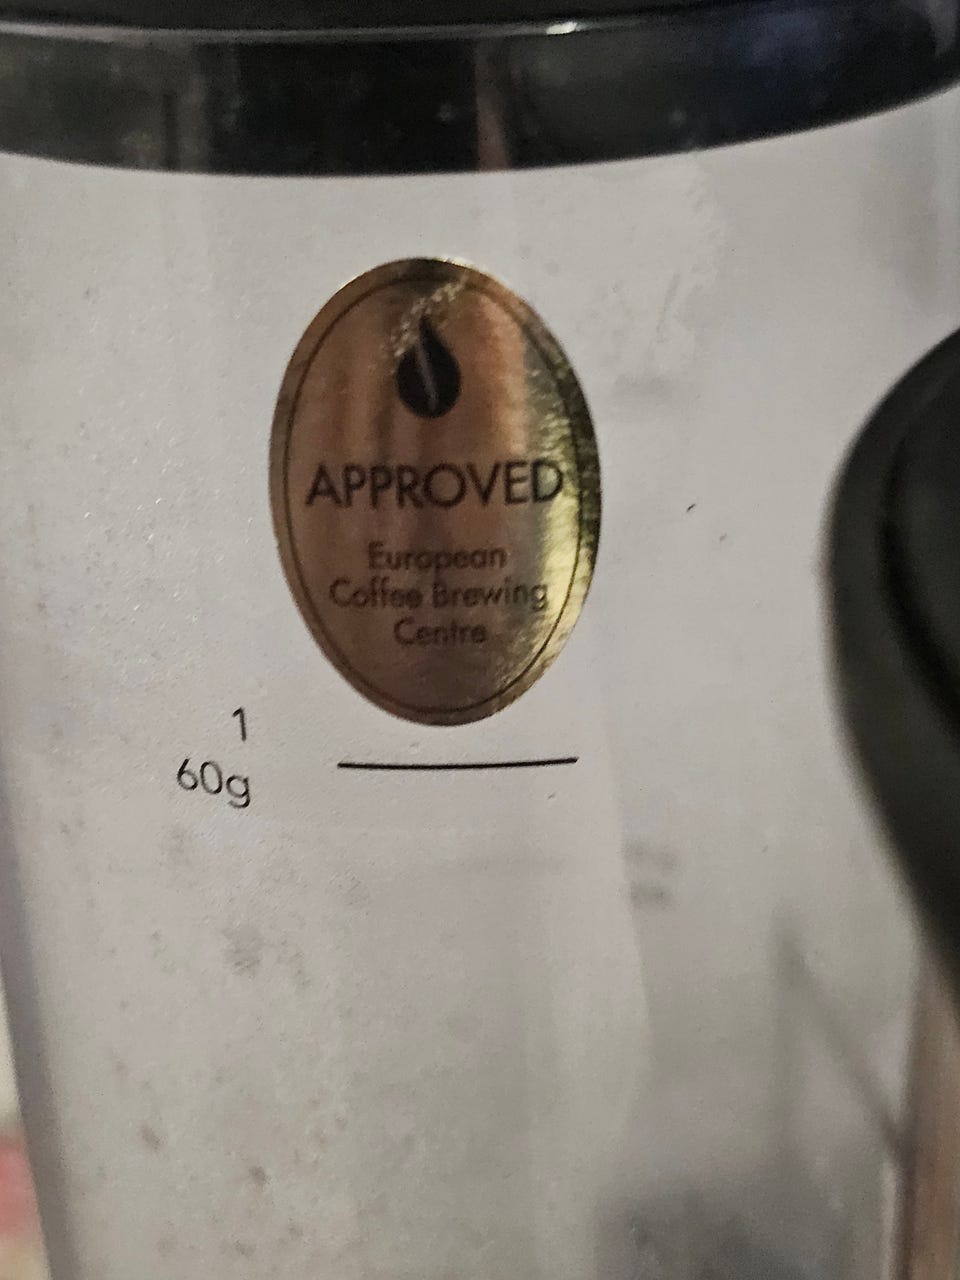 APPROVED
European
Coffee Brewing
Centre
1
60g